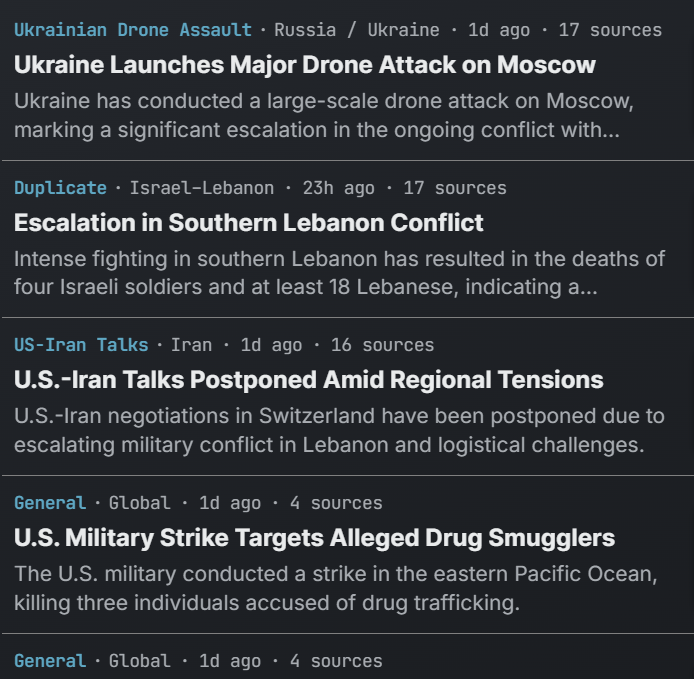 Ukrainian Drone Assault · Russia / Ukraine · 1d ago · 17 sources
Ukraine Launches Major Drone Attack on Moscow
Ukraine has conducted a large-scale drone attack on Moscow,
marking a significant escalation in the ongoing conflict with...
Duplicate · Israel–Lebanon · 23h ago · 17 sources
Escalation in Southern Lebanon Conflict
Intense fighting in southern Lebanon has resulted in the deaths of
four Israeli soldiers and at least 18 Lebanese, indicating a...
US-Iran Talks · Iran · 1d ago · 16 sources
U.S.-Iran Talks Postponed Amid Regional Tensions
U.S.-Iran negotiations in Switzerland have been postponed due to
escalating military conflict in Lebanon and logistical challenges.
General · Global · 1d ago · 4 sources
U.S. Military Strike Targets Alleged Drug Smugglers
The U.S. military conducted a strike in the eastern Pacific Ocean,
killing three individuals accused of drug trafficking.
General · Global · 1d ago · 4 sources